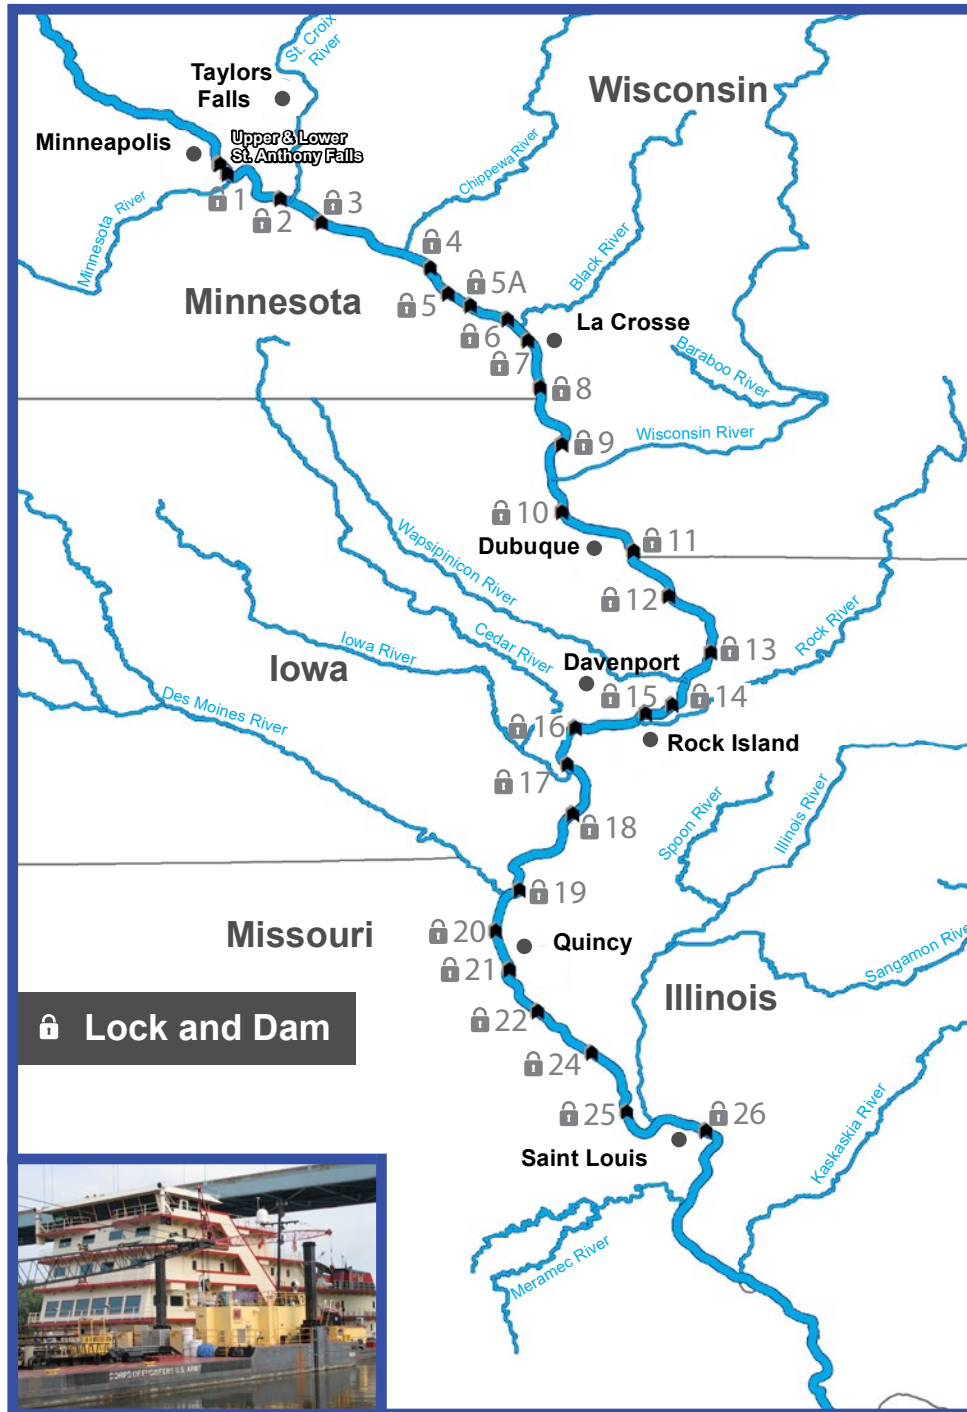 St. Croix
River
Taylors
Falls
Wisconsin
Minneapolis
Upper & Lower
St. Anthony Falls
Chippewa River
Minnesota River
1
2
3
4
5A
5
6
7
8
9
Black River
Minnesota
La Crosse
Baraboo River
Wisconsin River
10
Dubuque
11
12
Wapsipinicon River
Rock River
13
Iowa River
Cedar River
Davenport
Iowa
14
15
16
Des Moines River
Rock Island
17
18
Spoon River
Illinois River
19
Missouri
20
Quincy
21
Sangamon River
Illinois
22
Lock and Dam
24
25
26
Saint Louis
Kaskaskia River
Meramec River
CORPS OF ENGINEERS U.S. ARMY